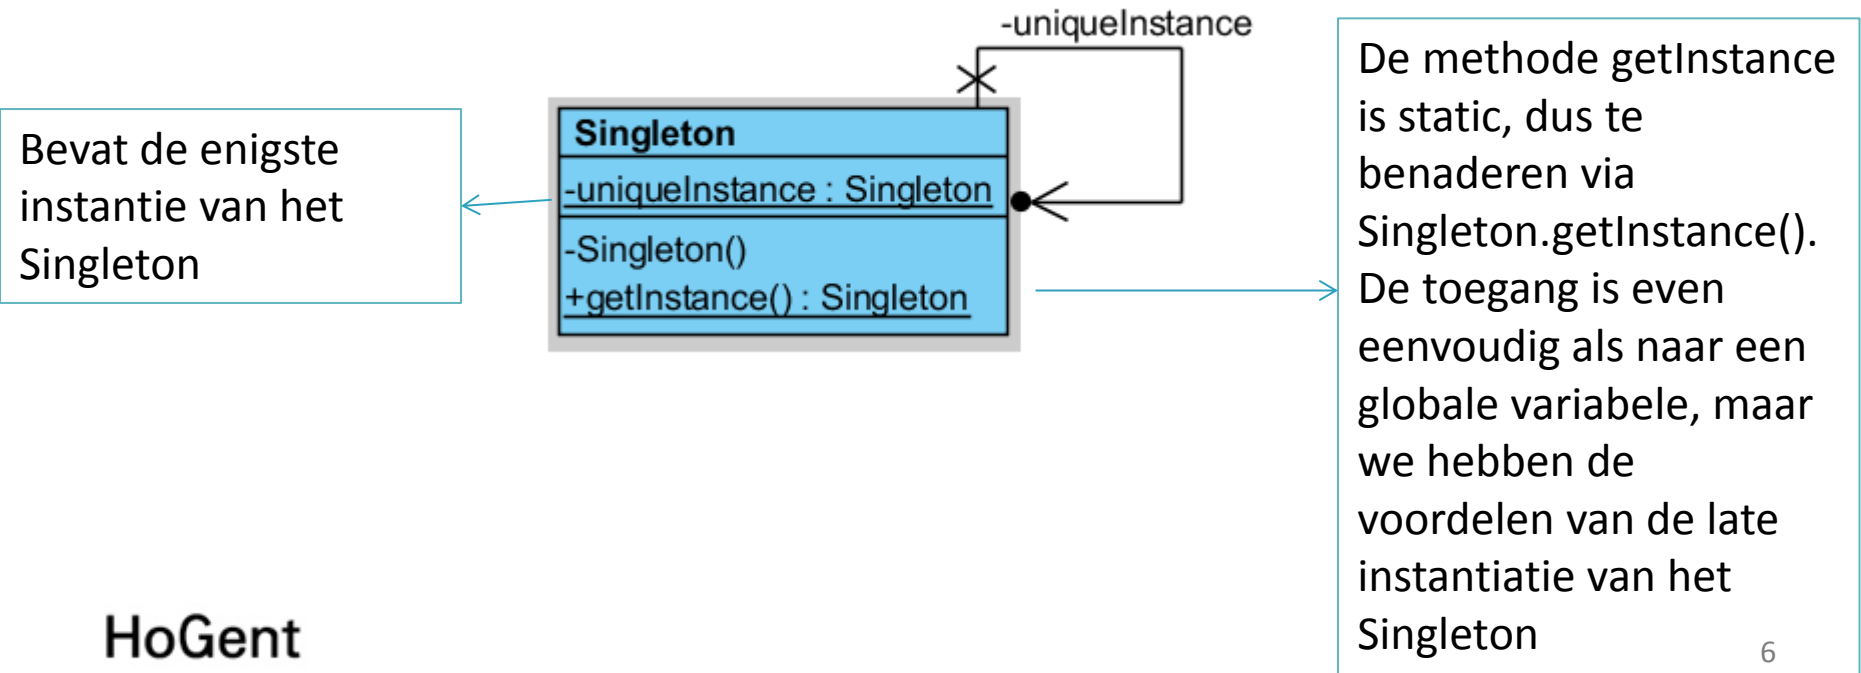 -uniqueInstance
Bevat de enigste
instantie van het
Singleton
Singleton
-uniqueInstance : Singleton
-Singleton()
+getInstance() : Singleton
De methode getInstance
is static, dus te
benaderen via
Singleton.getInstance().
De toegang is even
eenvoudig als naar een
globale variabele, maar
we hebben de
voordelen van de late
instantiatie van het
Singleton
HoGent
6